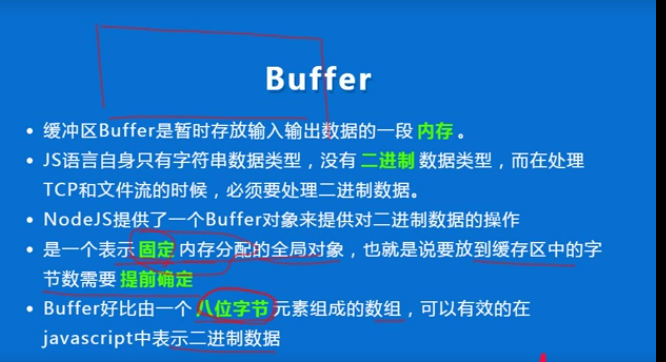 Buffer
• 缓冲区Buffer是暂时存放输入输出数据的一段 内存 。
• JS语言自身只有字符串数据类型，没有 二进制 数据类型，而在处理
TCP和文件流的时候，必须要处理二进制数据。
• NodeJS提供了一个Buffer对象来提供对二进制数据的操作
• 是一个表示 固定 内存分配的全局对象，也就是说要放到缓存区中的字
节数需要 提前确定
• Buffer好比由一个 八位字节 元素组成的数组，可以有效的在
javascript中表示二进制数据